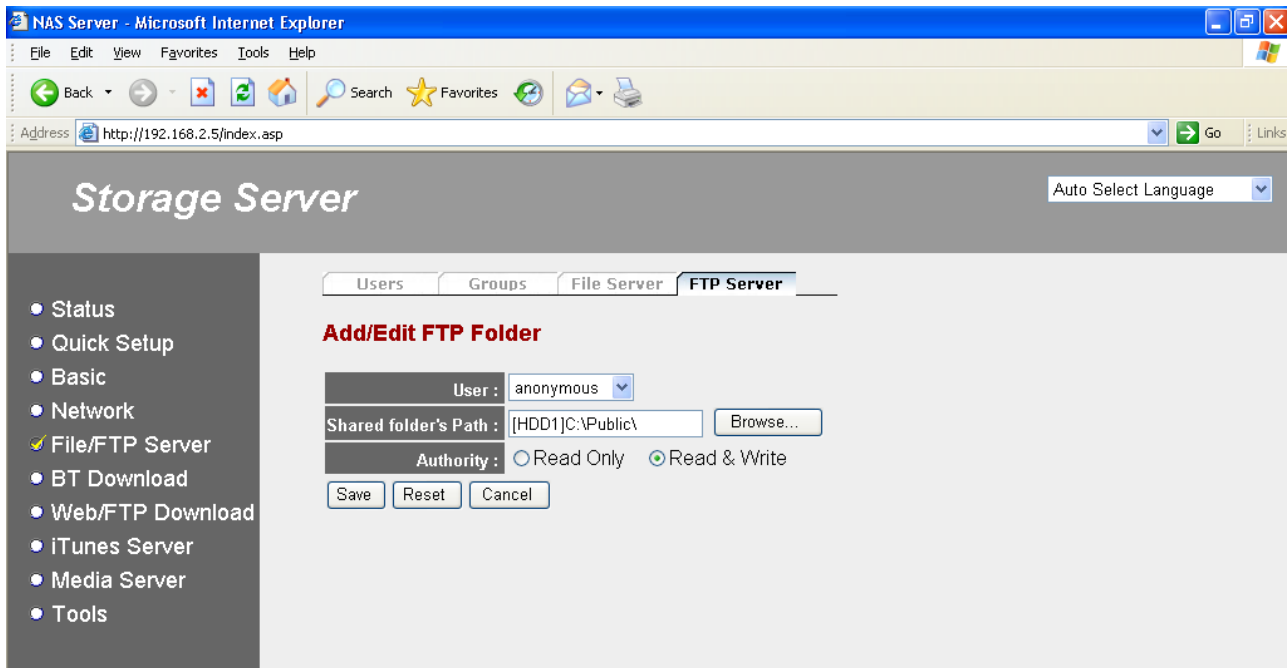 NAS Server - Microsoft Internet Explorer
File Edit View Favorites Tools Help
Back Search Favorites
Address http://192.168.2.5/index.asp Go Links
Storage Server
Auto Select Language
Users Groups File Server FTP Server
Status
Quick Setup
Basic
Network
File/FTP Server
BT Download
Web/FTP Download
iTunes Server
Media Server
Tools
Add/Edit FTP Folder
User : anonymous
Shared folder's Path : [HDD1]C:\Public\ Browse...
Authority : Read Only Read & Write
Save Reset Cancel